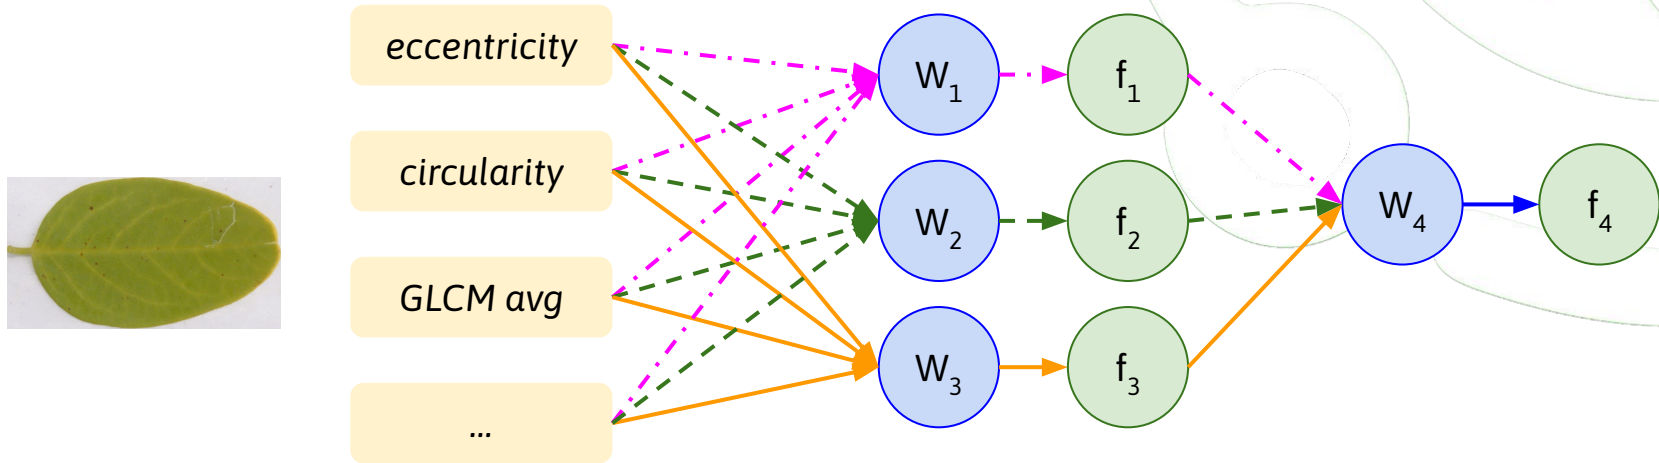 eccentricity
circularity
GLCM avg
...
W1
f1
W2
f2
W3
f3
W4
f4